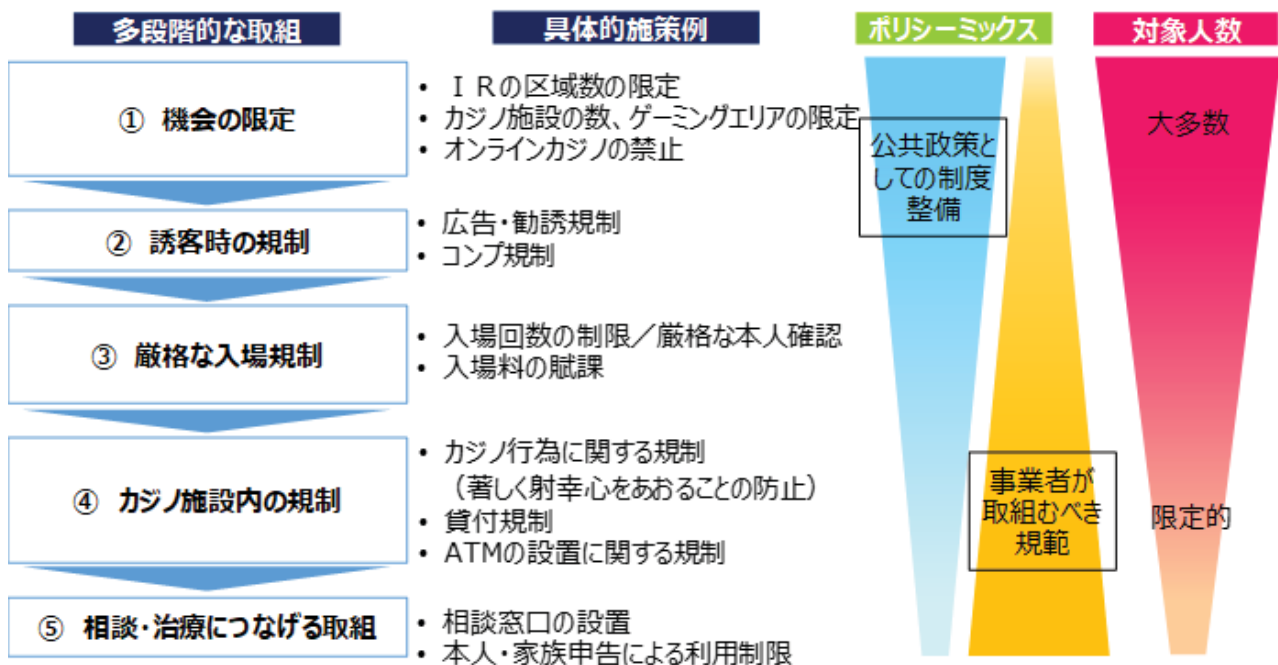 多段階的な取組
具体的施策例
ポリシーミックス
対象人数
① 機会の限定
• ＩＲの区域数の限定
• カジノ施設の数、ゲーミングエリアの限定
• オンラインカジノの禁止
② 誘客時の規制
• 広告・勧誘規制
• コンプ規制
③ 厳格な入場規制
• 入場回数の制限／厳格な本人確認
• 入場料の賦課
④ カジノ施設内の規制
• カジノ行為に関する規制
（著しく射幸心をあおることの防止）
• 貸付規制
• ATMの設置に関する規制
⑤ 相談・治療につなげる取組
• 相談窓口の設置
• 本人・家族申告による利用制限
公共政策と
しての制度
整備
事業者が
取組むべき
規範
大多数
限定的